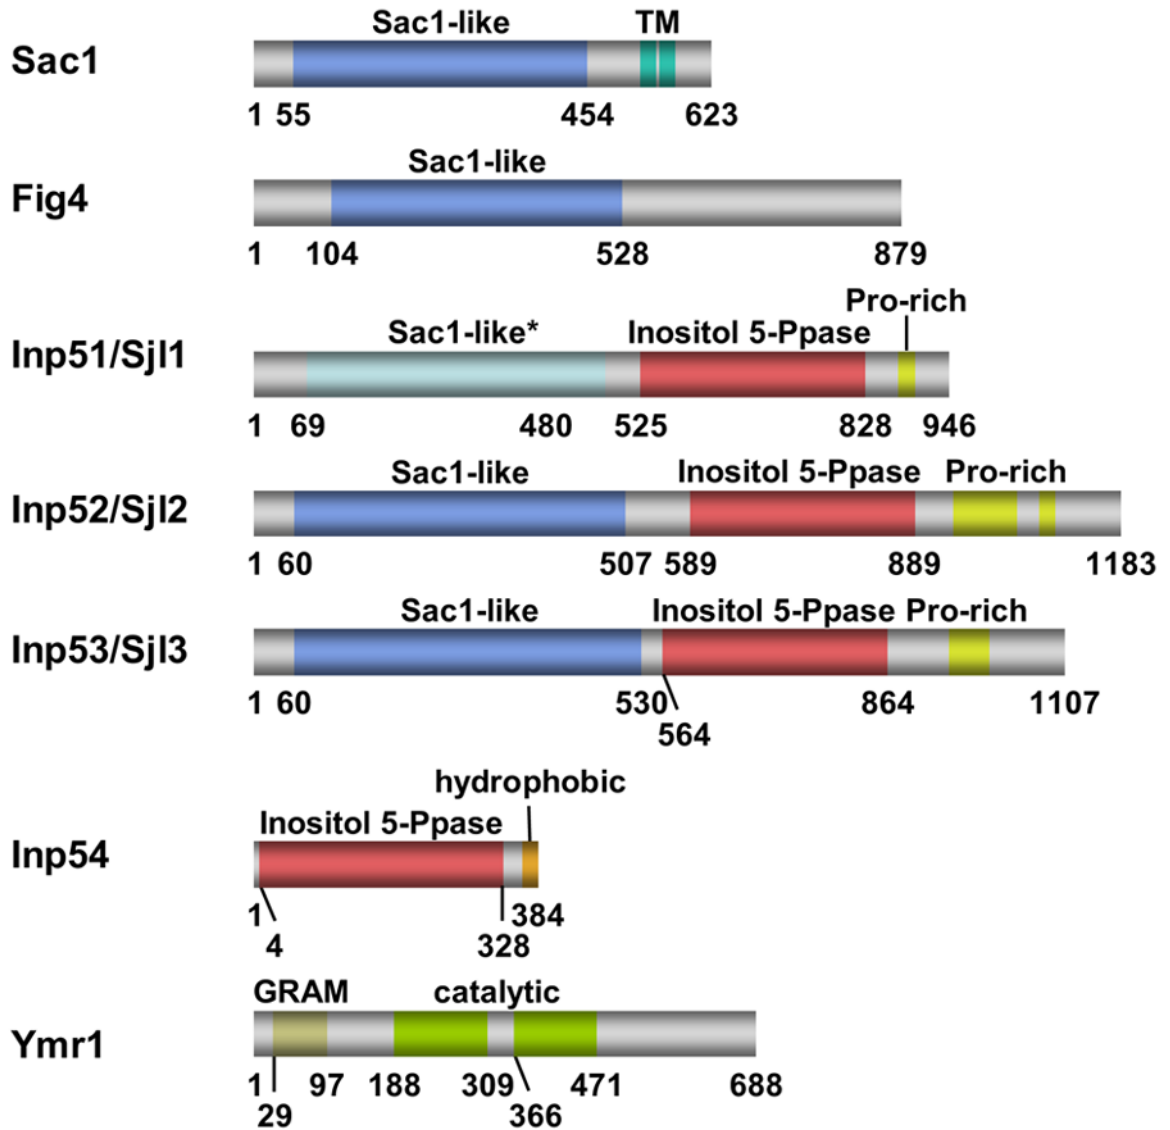 Sac1-like TM
Sac1
1 55 454 623
Sac1-like
Fig4
1 104 528 879
Pro-rich
Sac1-like* Inositol 5-Ppase
Inp51/Sjl1
1 69 480 525 828 946
Sac1-like Inositol 5-Ppase Pro-rich
Inp52/Sjl2
1 60 507 589 889 1183
Sac1-like Inositol 5-Ppase Pro-rich
Inp53/Sjl3
1 60 530 864 1107
564
hydrophobic
Inositol 5-Ppase
Inp54
1 384
4 328
GRAM catalytic
Ymr1
1 97 188 309 471 688
29 366